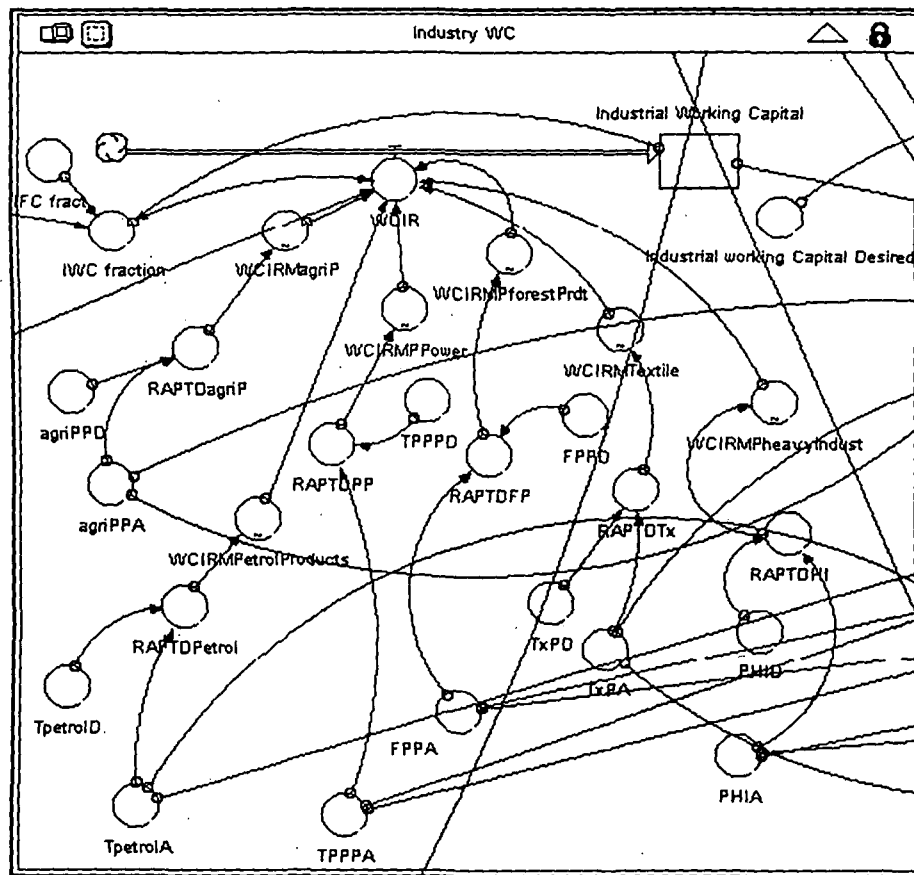 Industry WC
Industrial Working Capital
FC fract
WCIR
IWC fraction
WCIRMagriP
Industrial working Capital Desired
WCIRMPforestPrdt
WCIRMPPower
WCIRMTextile
RAPTDagriP
agriPPD
TPPPD
FPPD
WCIRMPheavyIndust
RAPTDPP
RAPTDFP
agriPPA
RAPTDTx
WCIRMPetrolProducts
RAPTDHI
RAPTDPetrol
TxPD
TxPA
PHID
TpetrolD
FPPA
PHIA
TpetrolA
TPPPA